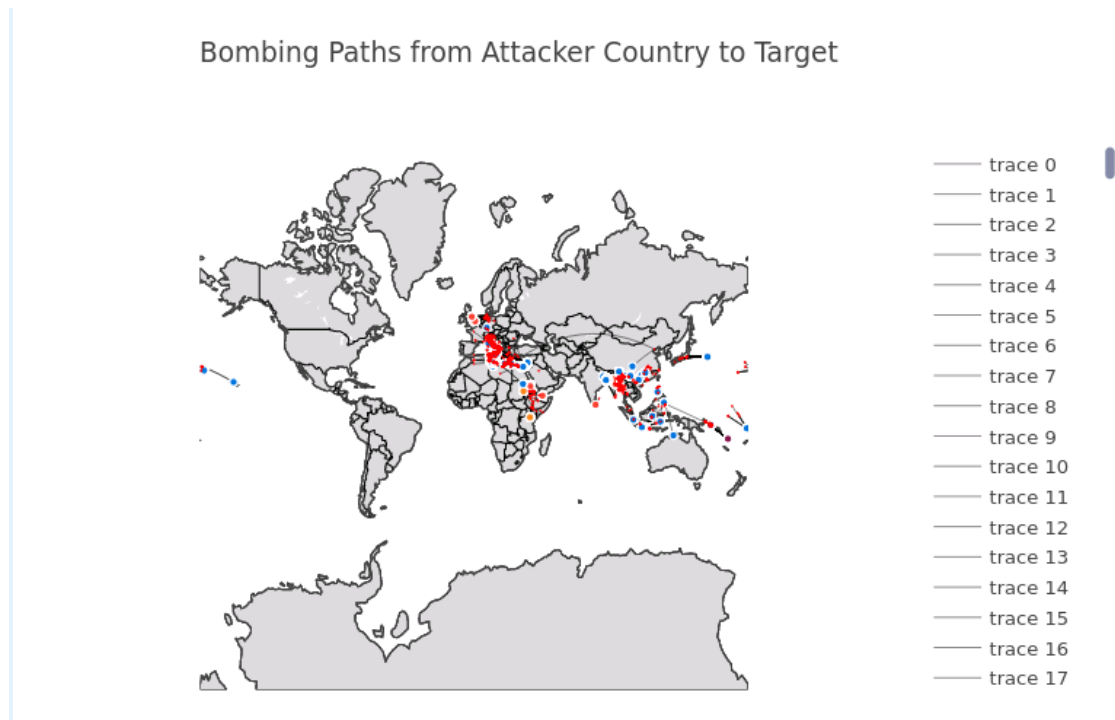 Bombing Paths from Attacker Country to Target
trace 0
trace 1
trace 2
trace 3
trace 4
trace 5
trace 6
trace 7
trace 8
trace 9
trace 10
trace 11
trace 12
trace 13
trace 14
trace 15
trace 16
trace 17